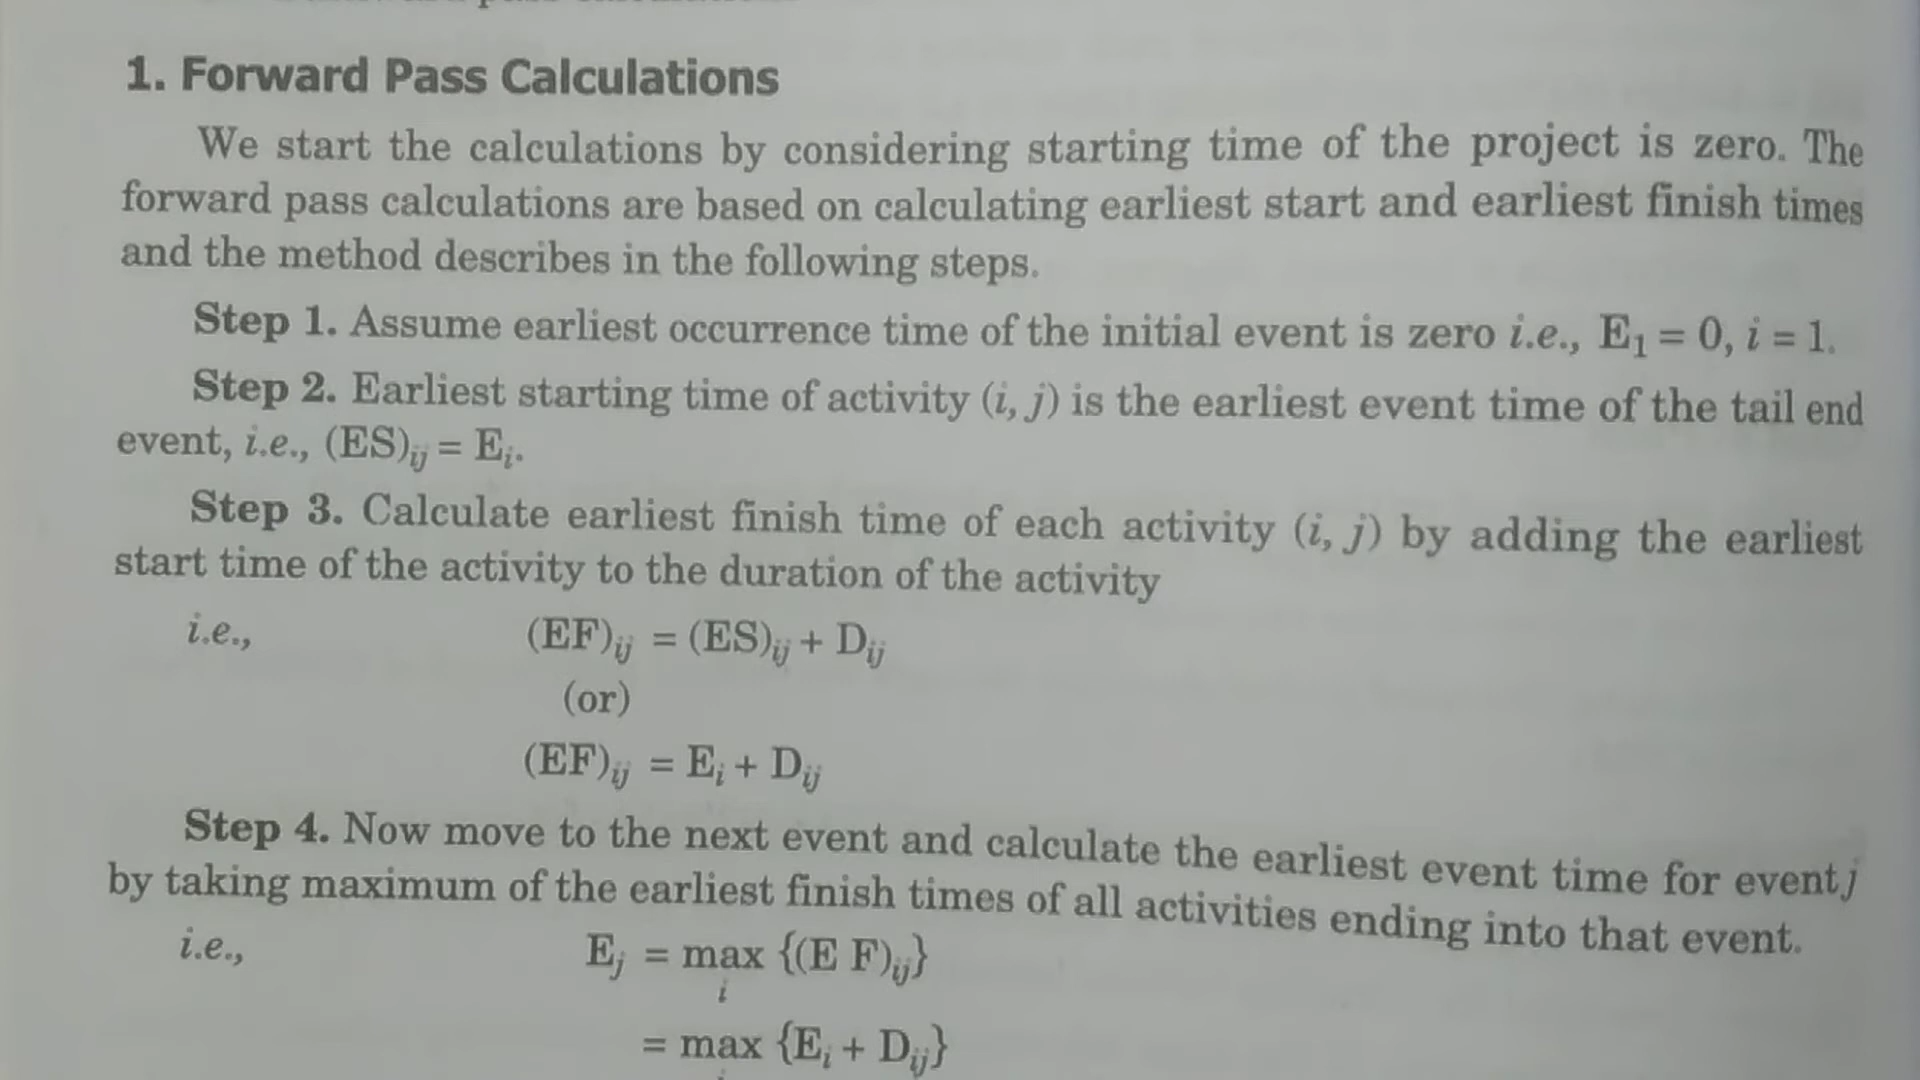 1. Forward Pass Calculations
We start the calculations by considering starting time of the project is zero. The
forward pass calculations are based on calculating earliest start and earliest finish times
and the method describes in the following steps.
Step 1. Assume earliest occurrence time of the initial event is zero i.e., E₁ = 0, i = 1.
Step 2. Earliest starting time of activity (i, j) is the earliest event time of the tail end
event, i.e., (ES)ij = Ei.
Step 3. Calculate earliest finish time of each activity (i, j) by adding the earliest
start time of the activity to the duration of the activity
i.e., (EF)ij = (ES)ij + Dij
(or)
(EF)ij = Ei + Dij
Step 4. Now move to the next event and calculate the earliest event time for event j
by taking maximum of the earliest finish times of all activities ending into that event.
i.e., Ej = max {(E F)ij}
i
= max {Ei + Dij}